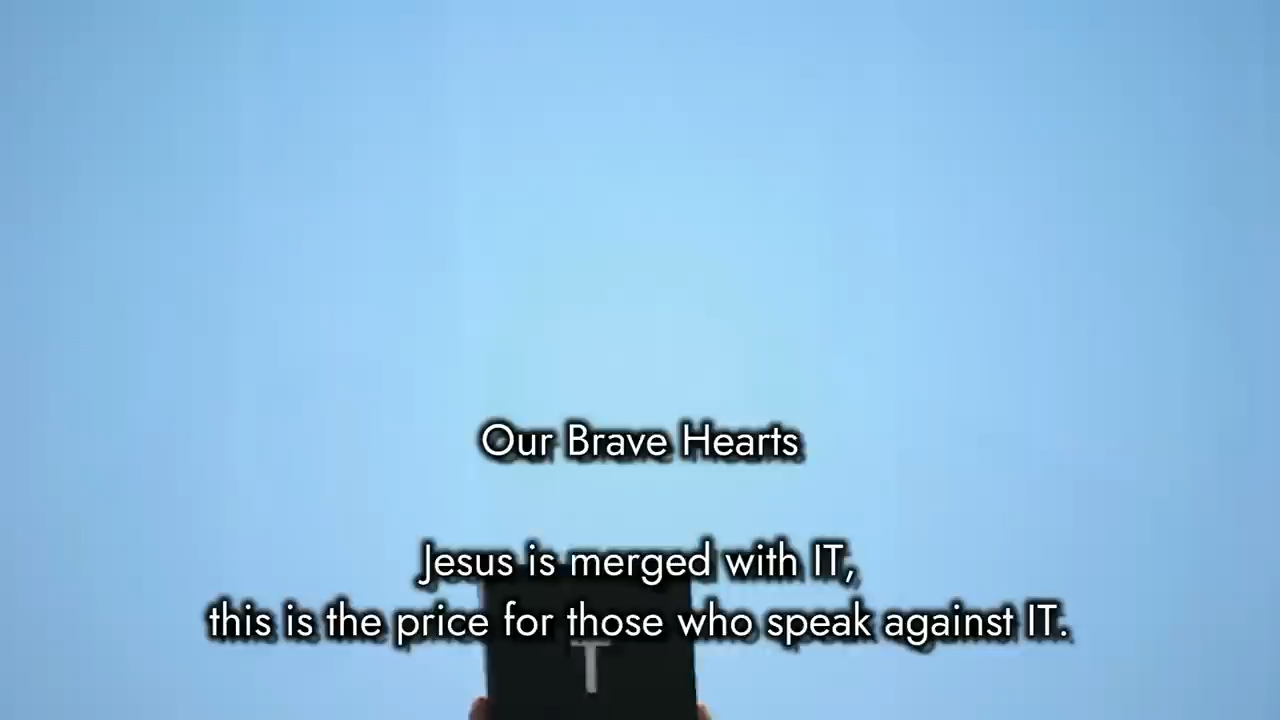 Our Brave Hearts
Jesus is merged with IT,
this is the price for those who speak against IT.
T